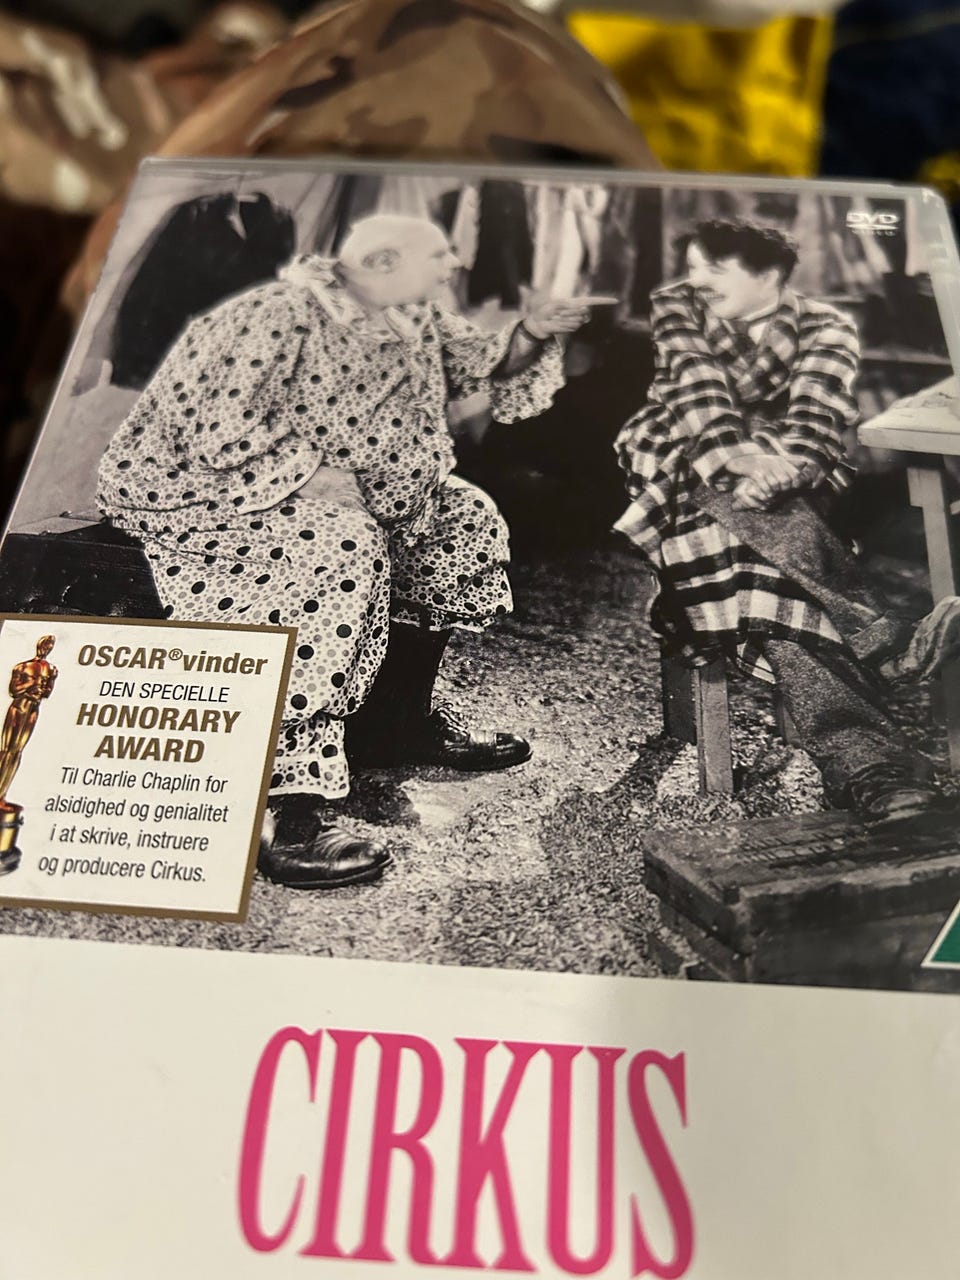 DVD
VIDEO
OSCAR®vinder
DEN SPECIELLE
HONORARY
AWARD
Til Charlie Chaplin for
alsidighed og genialitet
i at skrive, instruere
og producere Cirkus.
CIRKUS